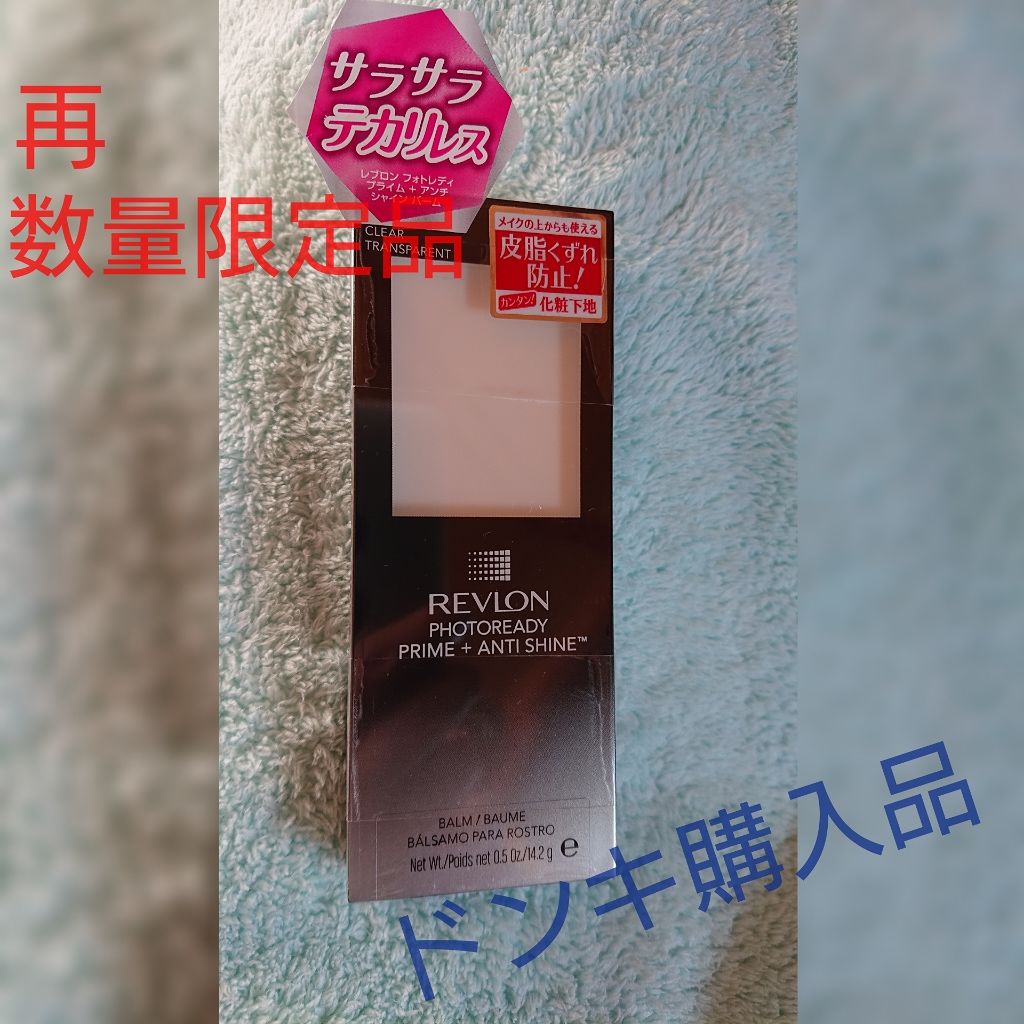 再
数量限定品
サラサラ
テカリルス
レブロン フォトレディ
プライム + アンチ
シャイン バーム
CLEAR
TRANSPARENT
メイクの上からも使える
皮脂くずれ
防止!
カンタン! 化粧下地
REVLON
PHOTOREADY
PRIME + ANTI SHINE™
BALM / BAUME
BÁLSAMO PARA ROSTRO
Net Wt./Poids net 0.5 Oz./14.2 g e
ドンキ購入品